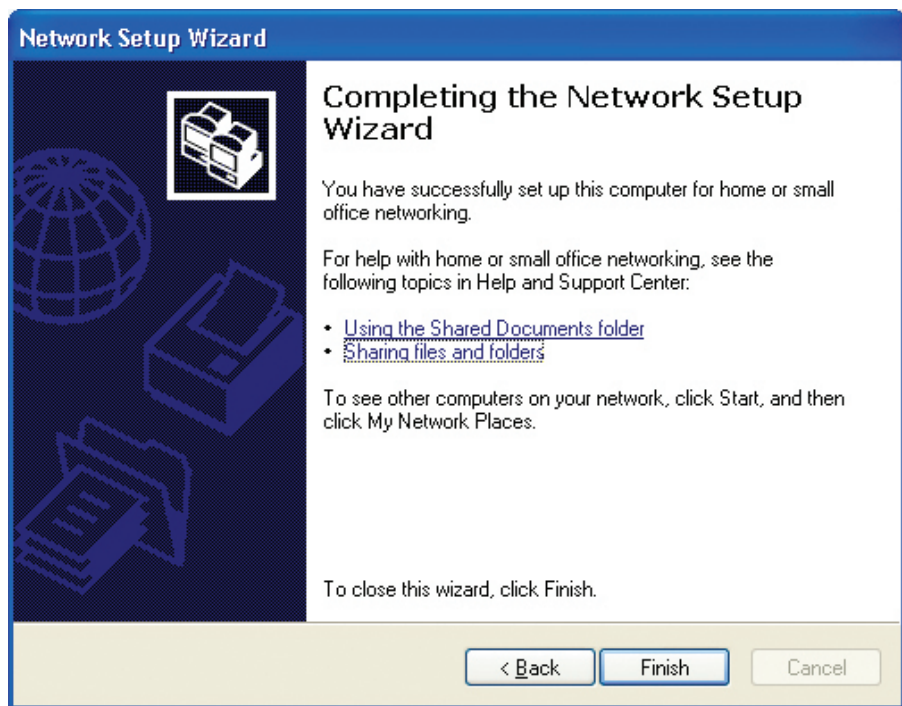 Network Setup Wizard
Completing the Network Setup
Wizard
You have successfully set up this computer for home or small
office networking.
For help with home or small office networking, see the
following topics in Help and Support Center:
• Using the Shared Documents folder
• Sharing files and folders
To see other computers on your network, click Start, and then
click My Network Places.
To close this wizard, click Finish.
< Back Finish Cancel